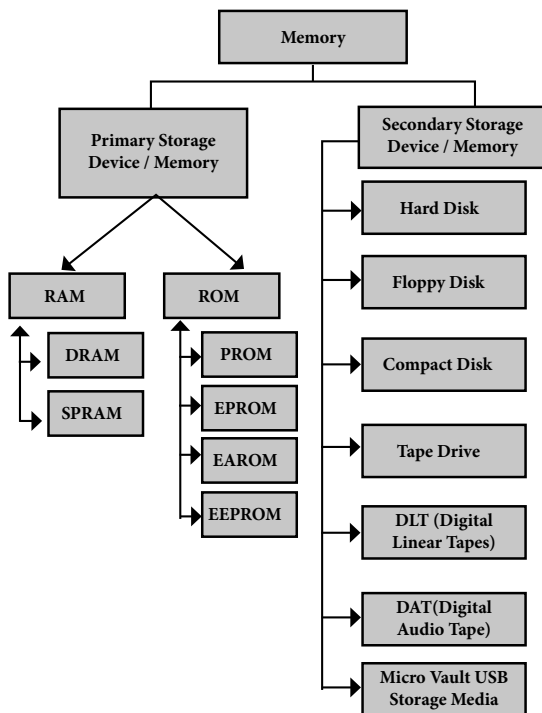 Memory
Primary Storage
Device / Memory
Secondary Storage
Device / Memory
Hard Disk
RAM
ROM
Floppy Disk
DRAM
PROM
Compact Disk
SPRAM
EPROM
EAROM
Tape Drive
EEPROM
DLT (Digital
Linear Tapes)
DAT(Digital
Audio Tape)
Micro Vault USB
Storage Media